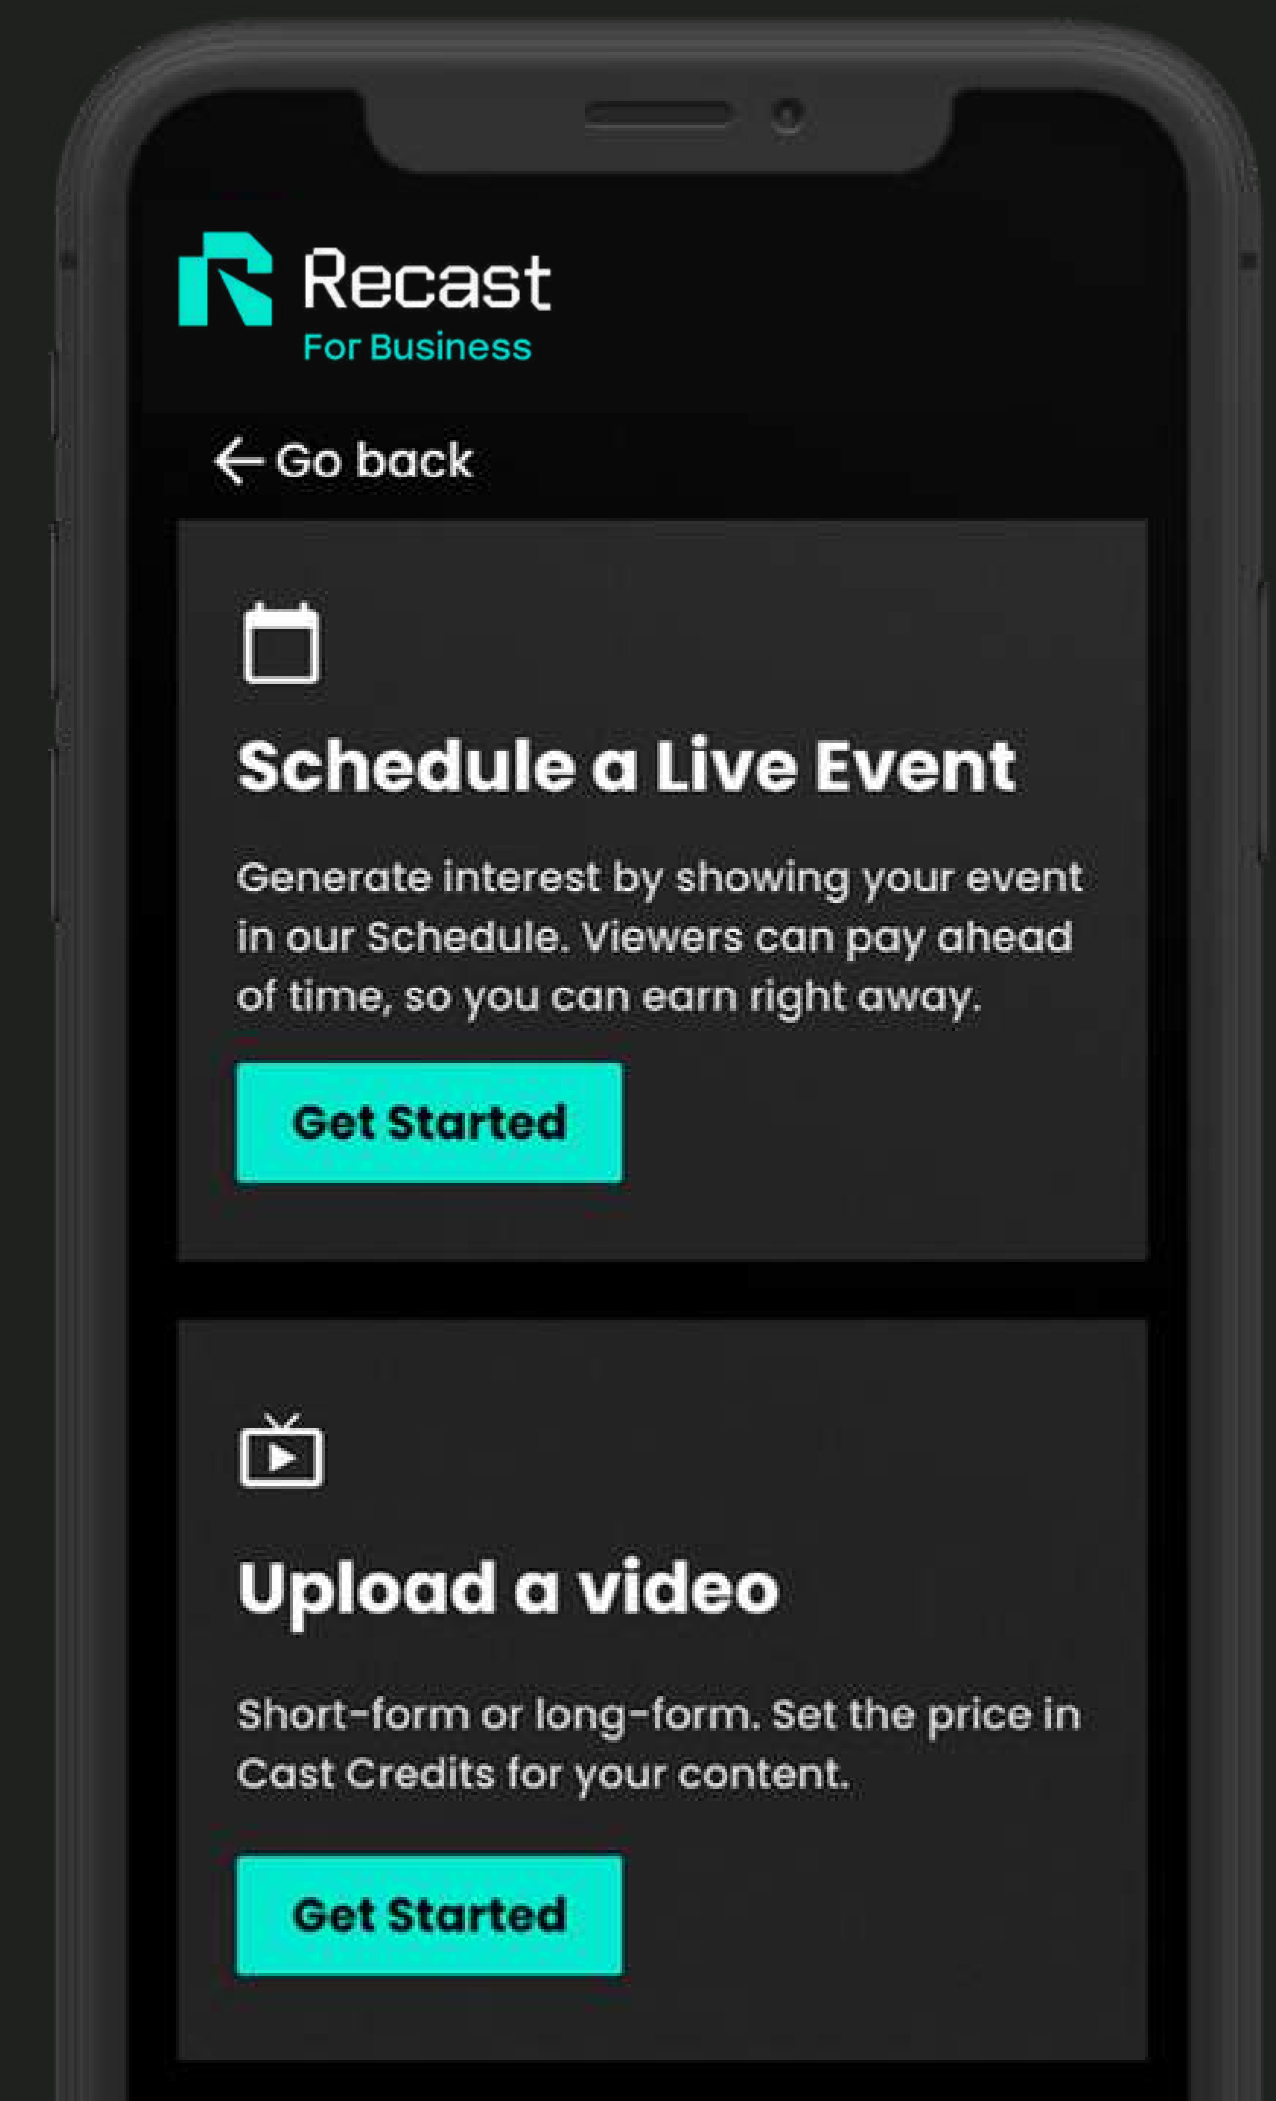 Recast
For Business
Go back
Schedule a Live Event
Generate interest by showing your event
in our Schedule. Viewers can pay ahead
of time, so you can earn right away.
Get Started
Upload a video
Short-form or long-form. Set the price in
Cast Credits for your content.
Get Started